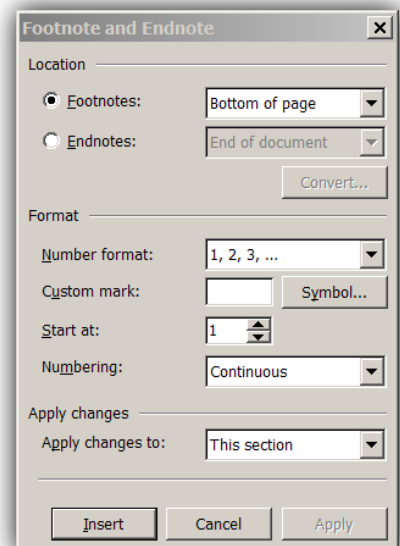 Footnote and Endnote
Location
Footnotes: Bottom of page
Endnotes: End of document
Convert...
Format
Number format: 1, 2, 3, ...
Custom mark: Symbol...
Start at: 1
Numbering: Continuous
Apply changes
Apply changes to: This section
Insert Cancel Apply